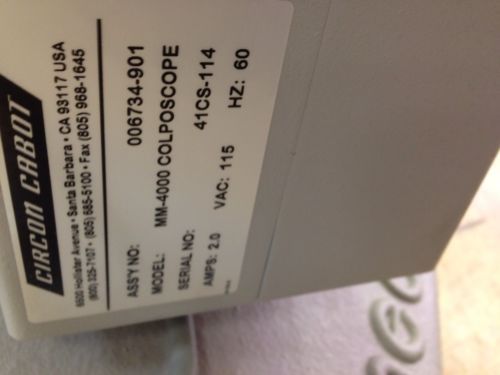 CIRCON CABOT
6500 Hollister Avenue • Santa Barbara • CA 93117 USA
(800) 325-7107 • (805) 685-5100 • Fax (805) 968-1645
ASS'Y NO: 006734-901
MODEL: MM-4000 COLPOSCOPE
SERIAL NO: 41CS-114
AMPS: 2.0 VAC: 115 HZ: 60